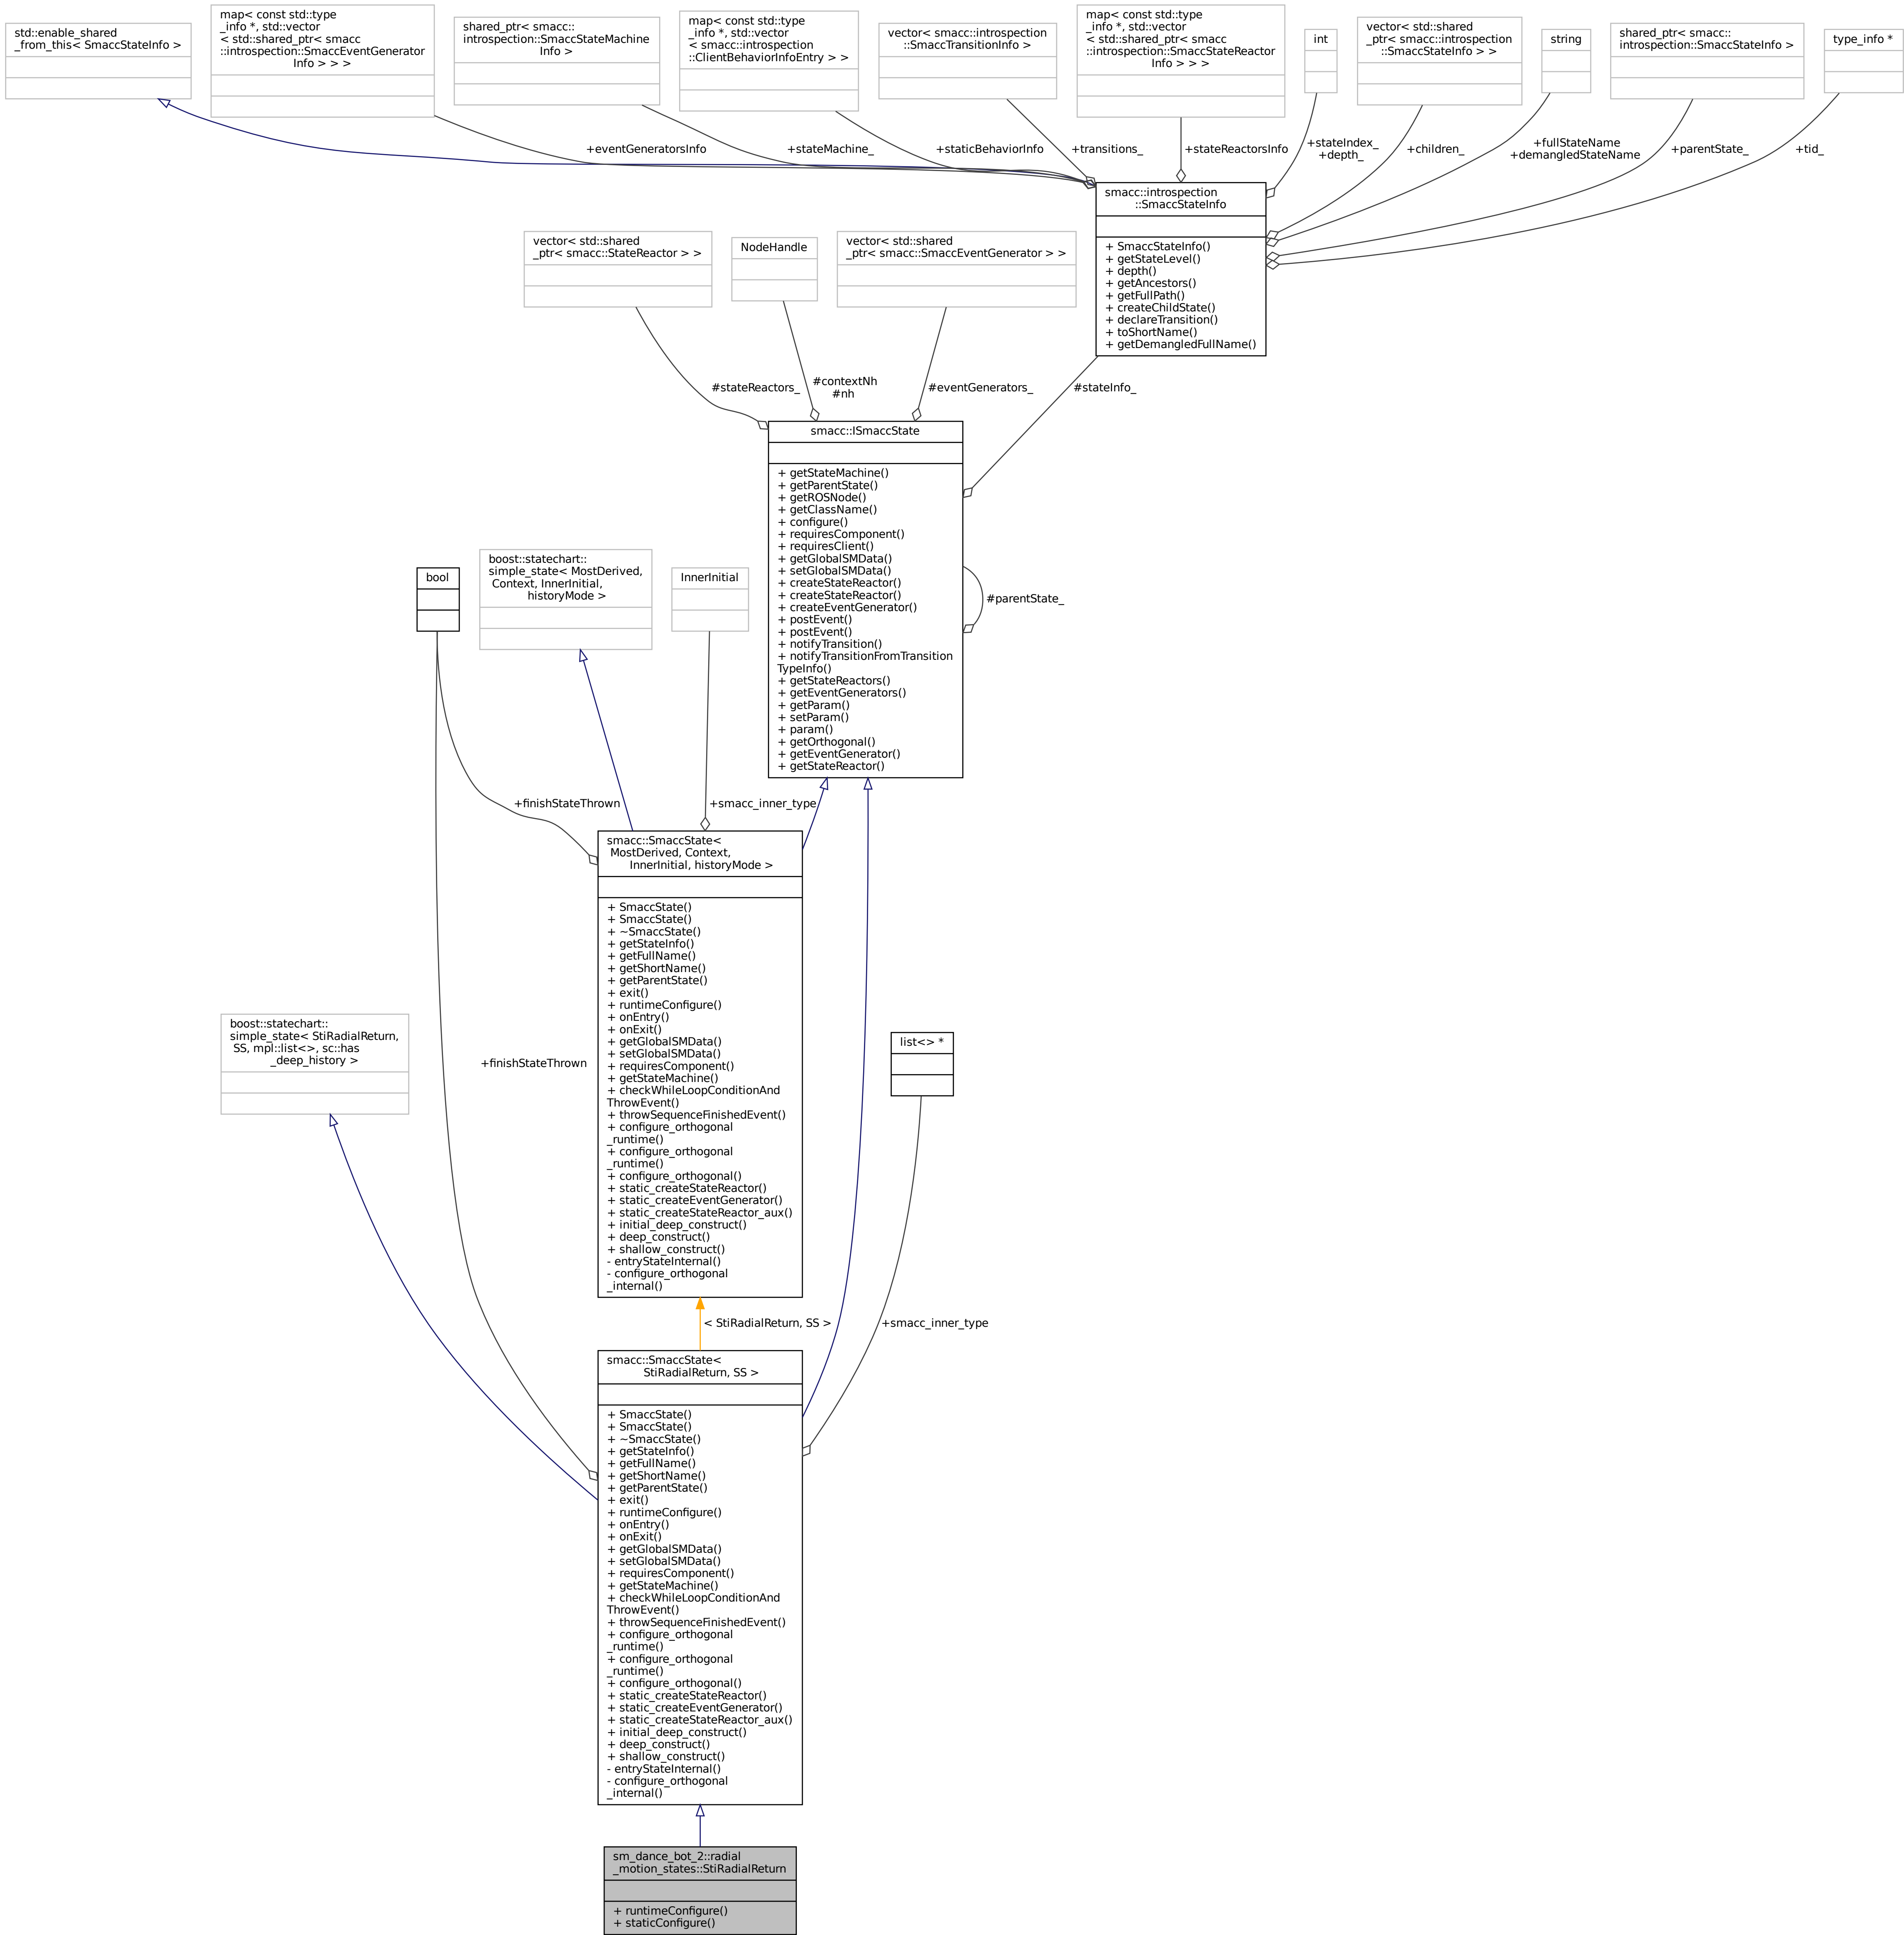 std::enable_shared
_from_this< SmaccStateInfo >
map< const std::type
_info *, std::vector
< std::shared_ptr< smacc
::introspection::SmaccEventGenerator
Info > > >
shared_ptr< smacc::
introspection::SmaccStateMachine
Info >
map< const std::type
_info *, std::vector
< smacc::introspection
::ClientBehaviorInfoEntry > >
vector< smacc::introspection
::SmaccTransitionInfo >
map< const std::type
_info *, std::vector
< std::shared_ptr< smacc
::introspection::SmaccStateReactor
Info > > >
int
vector< std::shared
_ptr< smacc::introspection
::SmaccStateInfo > >
string
shared_ptr< smacc::
introspection::SmaccStateInfo >
type_info *
+eventGeneratorsInfo
+stateMachine_
+staticBehaviorInfo
+transitions_
+stateReactorsInfo
+stateIndex_
+depth_
+children_
+fullStateName
+demangledStateName
+parentState_
+tid_
smacc::introspection
::SmaccStateInfo
+ SmaccStateInfo()
+ getStateLevel()
+ depth()
+ getAncestors()
+ getFullPath()
+ createChildState()
+ declareTransition()
+ toShortName()
+ getDemangledFullName()
vector< std::shared
_ptr< smacc::StateReactor > >
NodeHandle
vector< std::shared
_ptr< smacc::SmaccEventGenerator > >
#stateReactors_
#contextNh
#nh
#eventGenerators_
#stateInfo_
smacc::ISmaccState
+ getStateMachine()
+ getParentState()
+ getROSNode()
+ getClassName()
+ configure()
+ requiresComponent()
+ requiresClient()
+ getGlobalSMData()
+ setGlobalSMData()
+ createStateReactor()
+ createStateReactor()
+ createEventGenerator()
+ postEvent()
+ postEvent()
+ notifyTransition()
+ notifyTransitionFromTransition
TypeInfo()
+ getStateReactors()
+ getEventGenerators()
+ getParam()
+ setParam()
+ param()
+ getOrthogonal()
+ getEventGenerator()
+ getStateReactor()
#parentState_
bool
boost::statechart::
simple_state< MostDerived,
Context, InnerInitial,
historyMode >
InnerInitial
+finishStateThrown
+smacc_inner_type
smacc::SmaccState<
MostDerived, Context,
InnerInitial, historyMode >
+ SmaccState()
+ SmaccState()
+ ~SmaccState()
+ getStateInfo()
+ getFullName()
+ getShortName()
+ getParentState()
+ exit()
+ runtimeConfigure()
+ onEntry()
+ onExit()
+ getGlobalSMData()
+ setGlobalSMData()
+ requiresComponent()
+ getStateMachine()
+ checkWhileLoopConditionAnd
ThrowEvent()
+ throwSequenceFinishedEvent()
+ configure_orthogonal
_runtime()
+ configure_orthogonal
_runtime()
+ configure_orthogonal()
+ static_createStateReactor()
+ static_createEventGenerator()
+ static_createStateReactor_aux()
+ initial_deep_construct()
+ deep_construct()
+ shallow_construct()
- entryStateInternal()
- configure_orthogonal
_internal()
boost::statechart::
simple_state< StiRadialReturn,
SS, mpl::list<>, sc::has
_deep_history >
+finishStateThrown
list<> *
< StiRadialReturn, SS >
+smacc_inner_type
smacc::SmaccState<
StiRadialReturn, SS >
+ SmaccState()
+ SmaccState()
+ ~SmaccState()
+ getStateInfo()
+ getFullName()
+ getShortName()
+ getParentState()
+ exit()
+ runtimeConfigure()
+ onEntry()
+ onExit()
+ getGlobalSMData()
+ setGlobalSMData()
+ requiresComponent()
+ getStateMachine()
+ checkWhileLoopConditionAnd
ThrowEvent()
+ throwSequenceFinishedEvent()
+ configure_orthogonal
_runtime()
+ configure_orthogonal
_runtime()
+ configure_orthogonal()
+ static_createStateReactor()
+ static_createEventGenerator()
+ static_createStateReactor_aux()
+ initial_deep_construct()
+ deep_construct()
+ shallow_construct()
- entryStateInternal()
- configure_orthogonal
_internal()
sm_dance_bot_2::radial
_motion_states::StiRadialReturn
+ runtimeConfigure()
+ staticConfigure()